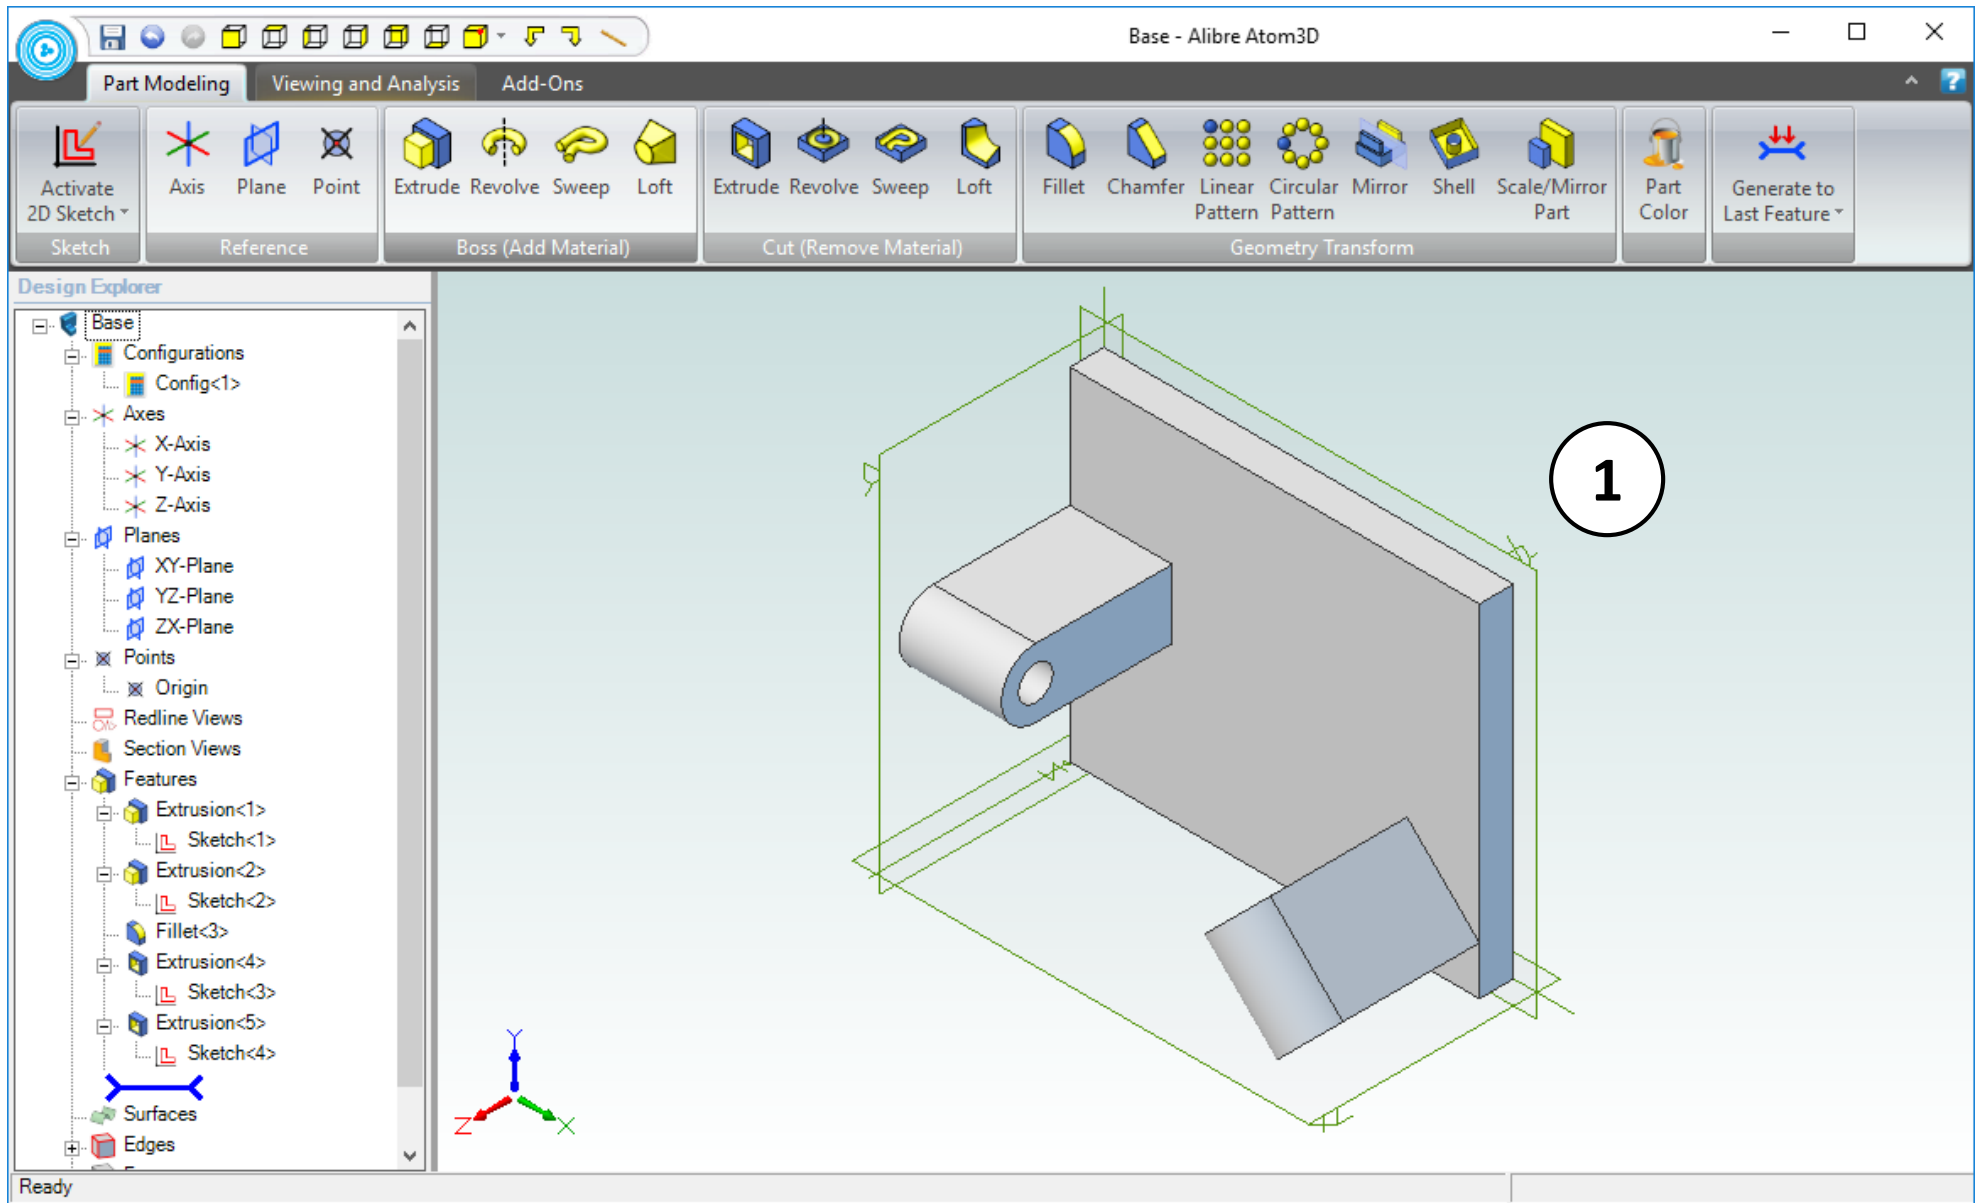 Base - Alibre Atom3D
Part Modeling Viewing and Analysis Add-Ons
Activate 2D Sketch
Axis Plane Point
Extrude Revolve Sweep Loft
Extrude Revolve Sweep Loft
Fillet Chamfer Linear Pattern Circular Pattern Mirror Shell Scale/Mirror Part
Part Color
Generate to Last Feature
Sketch Reference Boss (Add Material) Cut (Remove Material) Geometry Transform
Design Explorer
Base
Configurations
Config<1>
Axes
X-Axis
Y-Axis
Z-Axis
Planes
XY-Plane
YZ-Plane
ZX-Plane
Points
Origin
Redline Views
Section Views
Features
Extrusion<1>
Sketch<1>
Extrusion<2>
Sketch<2>
Fillet<3>
Extrusion<4>
Sketch<3>
Extrusion<5>
Sketch<4>
Surfaces
Edges
1
Y
Z
X
Ready